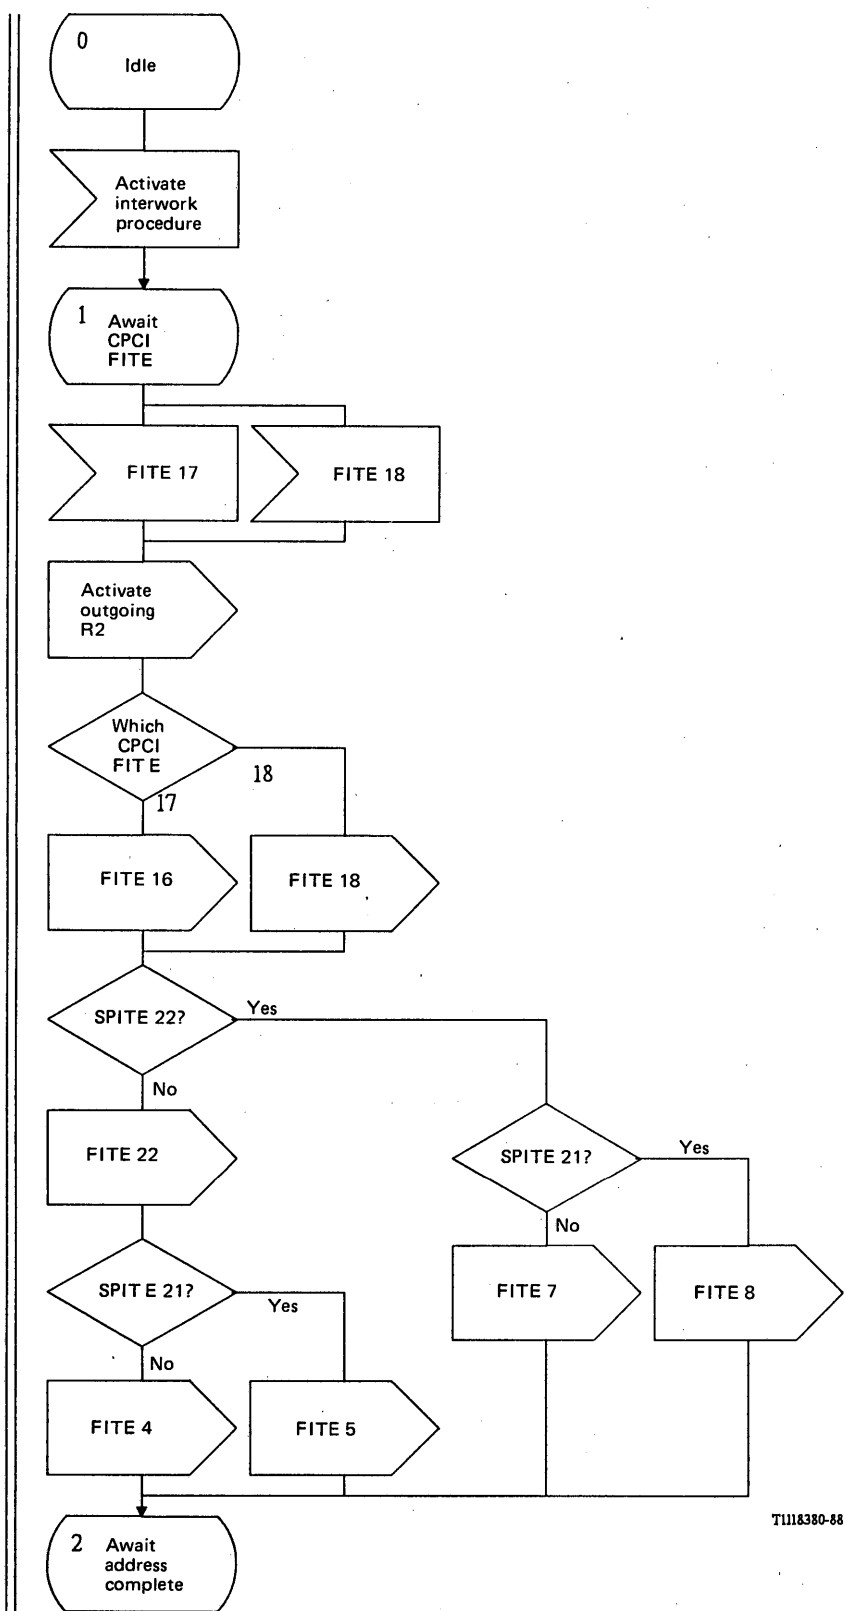 0
Idle
Activate
interwork
procedure
1 Await
CPCI
FITE
FITE 17
FITE 18
Activate
outgoing
R2
Which
CPCI
FITE
18
17
FITE 16
FITE 18
SPITE 22?
Yes
No
FITE 22
SPITE 21?
Yes
No
FITE 7
FITE 8
SPITE 21?
Yes
No
FITE 4
FITE 5
T1118380-88
2 Await
address
complete